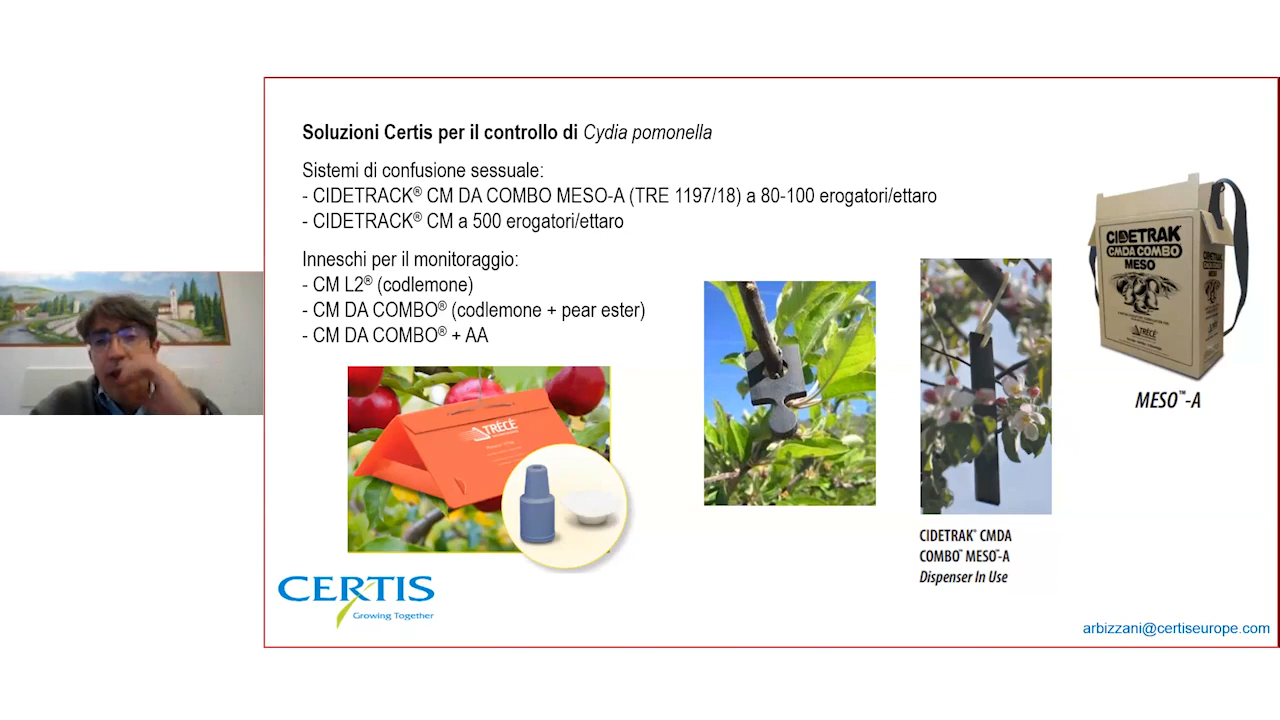 Soluzioni Certis per il controllo di Cydia pomonella
Sistemi di confusione sessuale:
- CIDETRACK® CM DA COMBO MESO-A (TRE 1197/18) a 80-100 erogatori/ettaro
- CIDETRACK® CM a 500 erogatori/ettaro
Inneschi per il monitoraggio:
- CM L2® (codlemone)
- CM DA COMBO® (codlemone + pear ester)
- CM DA COMBO® + AA
TRÉCÉ
CIDETRAK®
CMDA COMBO
MESO
TRÉCÉ
MESO™-A
CIDETRAK® CMDA
COMBO™ MESO™-A
Dispenser In Use
CERTIS
Growing Together
arbizzani@certiseurope.com